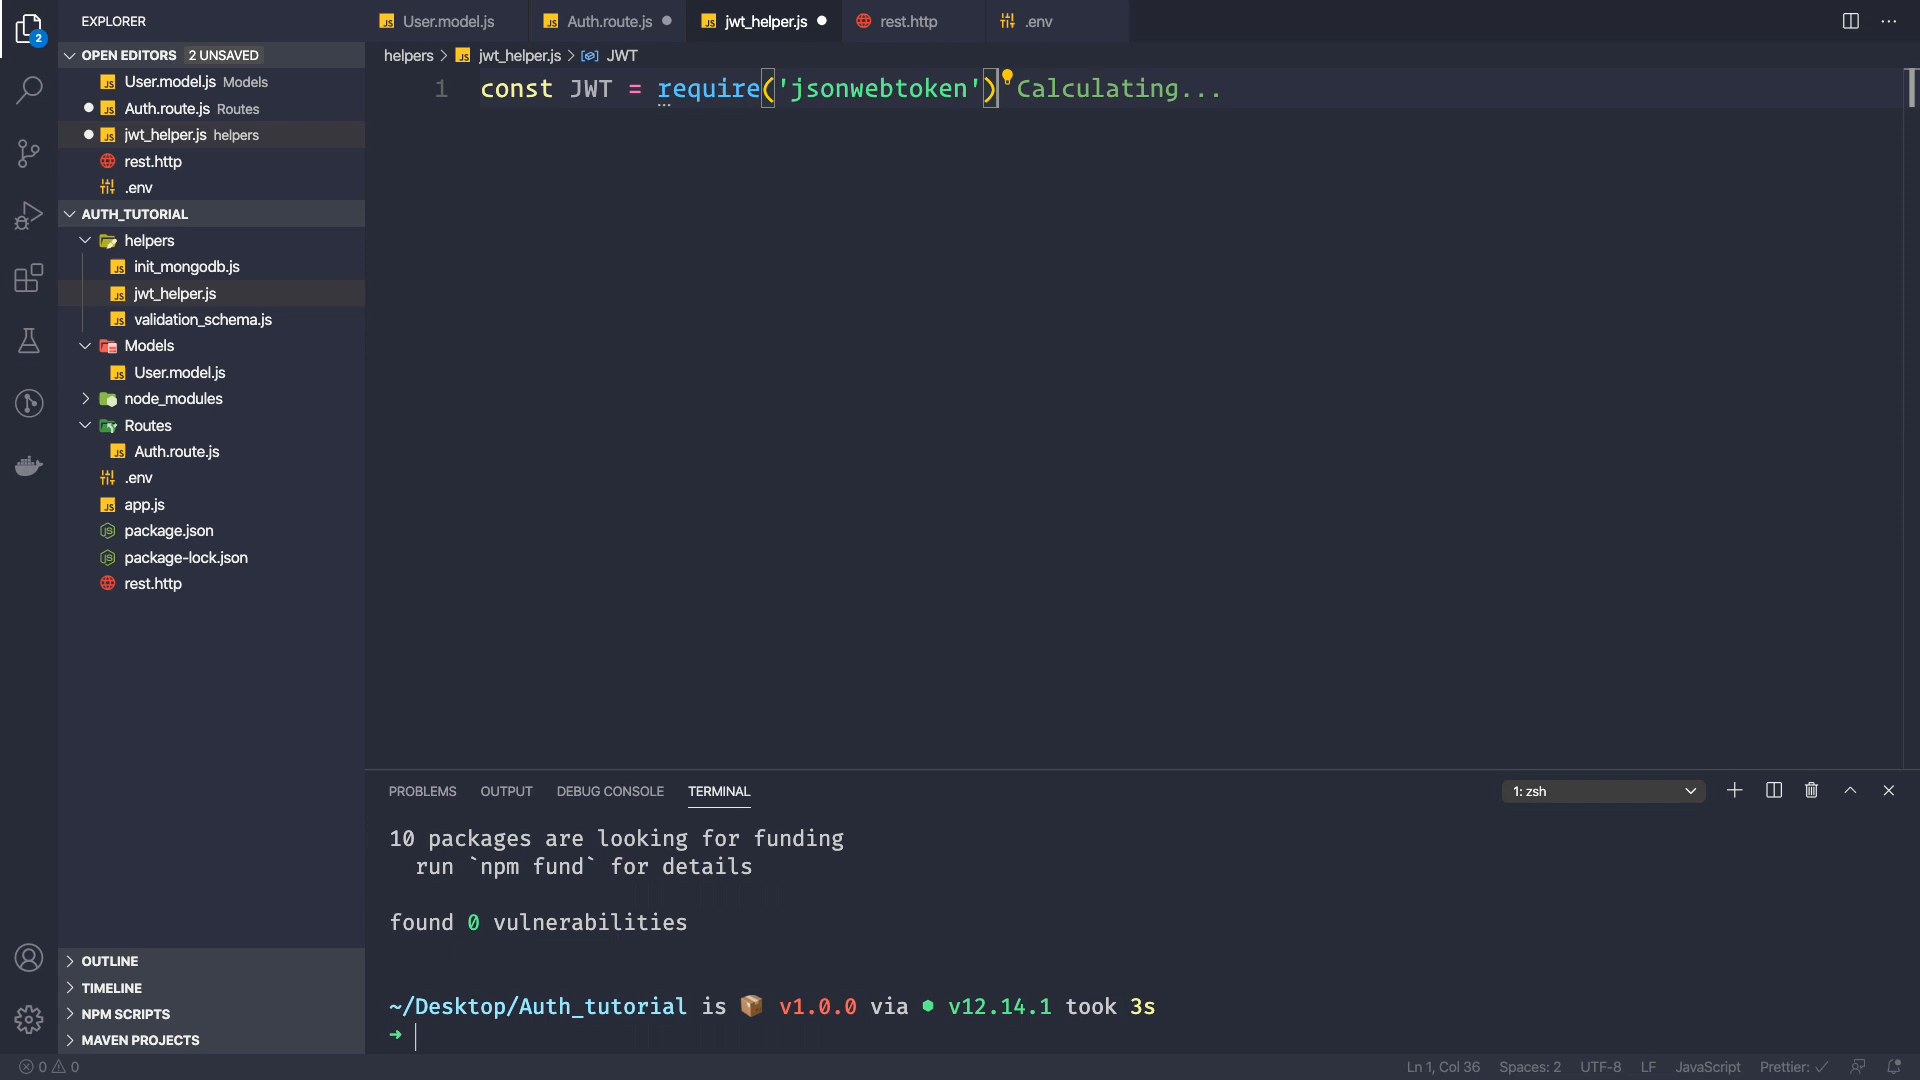 EXPLORER
OPEN EDITORS 2 UNSAVED
User.model.js Models
Auth.route.js Routes
jwt_helper.js helpers
rest.http
.env
AUTH_TUTORIAL
helpers
init_mongodb.js
jwt_helper.js
validation_schema.js
Models
User.model.js
node_modules
Routes
Auth.route.js
.env
app.js
package.json
package-lock.json
rest.http
OUTLINE
TIMELINE
NPM SCRIPTS
MAVEN PROJECTS
2
User.model.js
Auth.route.js
jwt_helper.js
rest.http
.env
helpers > jwt_helper.js > JWT
1 const JWT = require('jsonwebtoken') Calculating...
PROBLEMS OUTPUT DEBUG CONSOLE TERMINAL
1: zsh
10 packages are looking for funding
run `npm fund` for details
found 0 vulnerabilities
~/Desktop/Auth_tutorial is 📦 v1.0.0 via ⬢ v12.14.1 took 3s
➜
0 0
Ln 1, Col 36 Spaces: 2 UTF-8 LF JavaScript Prettier: ✓